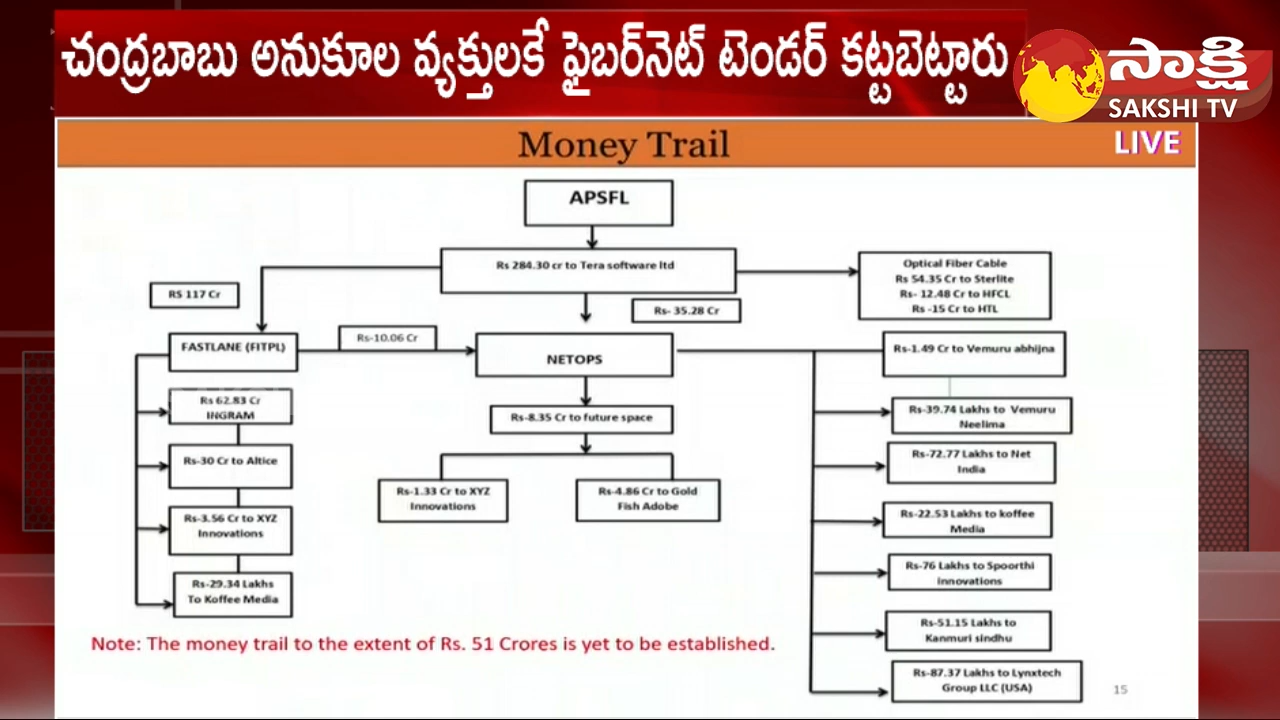 చంద్రబాబు అనుకూల వ్యక్తులకే ఫైబర్‌నెట్ టెండర్ కట్టబెట్టారు
సాక్షి
SAKSHI TV
LIVE
Money Trail
APSFL
Rs 284.30 cr to Tera software ltd
Optical Fiber Cable
Rs 54.35 Cr to Sterlite
Rs- 12.48 Cr to HFCL
Rs -15 Cr to HTL
RS 117 Cr
Rs- 35.28 Cr
FASTLANE (FITPL)
Rs-10.06 Cr
NETOPS
Rs-1.49 Cr to Vemuru abhijna
Rs 62.83 Cr
INGRAM
Rs-8.35 Cr to future space
Rs-39.74 Lakhs to Vemuru
Neelima
Rs-30 Cr to Altice
Rs-72.77 Lakhs to Net
India
Rs-1.33 Cr to XYZ
Innovations
Rs-4.86 Cr to Gold
Fish Adobe
Rs-3.56 Cr to XYZ
Innovations
Rs-22.53 Lakhs to koffee
Media
Rs-29.34 Lakhs
To Koffee Media
Rs-76 Lakhs to Spoorthi
innovations
Rs-51.15 Lakhs to
Kanmuri sindhu
Note: The money trail to the extent of Rs. 51 Crores is yet to be established.
Rs-87.37 Lakhs to Lynxtech
Group LLC (USA)
15